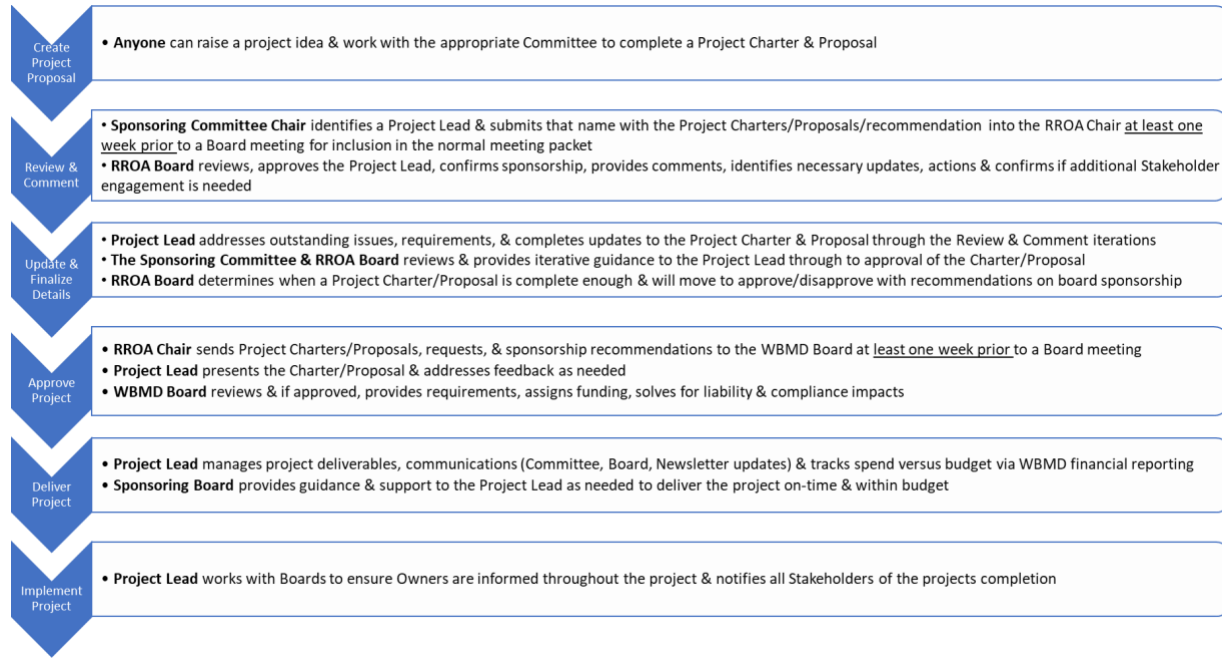 Create
Project
Proposal
• Anyone can raise a project idea & work with the appropriate Committee to complete a Project Charter & Proposal
Review &
Comment
• Sponsoring Committee Chair identifies a Project Lead & submits that name with the Project Charters/Proposals/recommendation into the RROA Chair at least one
week prior to a Board meeting for inclusion in the normal meeting packet
• RROA Board reviews, approves the Project Lead, confirms sponsorship, provides comments, identifies necessary updates, actions & confirms if additional Stakeholder
engagement is needed
Update &
Finalize
Details
• Project Lead addresses outstanding issues, requirements, & completes updates to the Project Charter & Proposal through the Review & Comment iterations
• The Sponsoring Committee & RROA Board reviews & provides iterative guidance to the Project Lead through to approval of the Charter/Proposal
• RROA Board determines when a Project Charter/Proposal is complete enough & will move to approve/disapprove with recommendations on board sponsorship
Approve
Project
• RROA Chair sends Project Charters/Proposals, requests, & sponsorship recommendations to the WBMD Board at least one week prior to a Board meeting
• Project Lead presents the Charter/Proposal & addresses feedback as needed
• WBMD Board reviews & if approved, provides requirements, assigns funding, solves for liability & compliance impacts
Deliver
Project
• Project Lead manages project deliverables, communications (Committee, Board, Newsletter updates) & tracks spend versus budget via WBMD financial reporting
• Sponsoring Board provides guidance & support to the Project Lead as needed to deliver the project on-time & within budget
Implement
Project
• Project Lead works with Boards to ensure Owners are informed throughout the project & notifies all Stakeholders of the projects completion